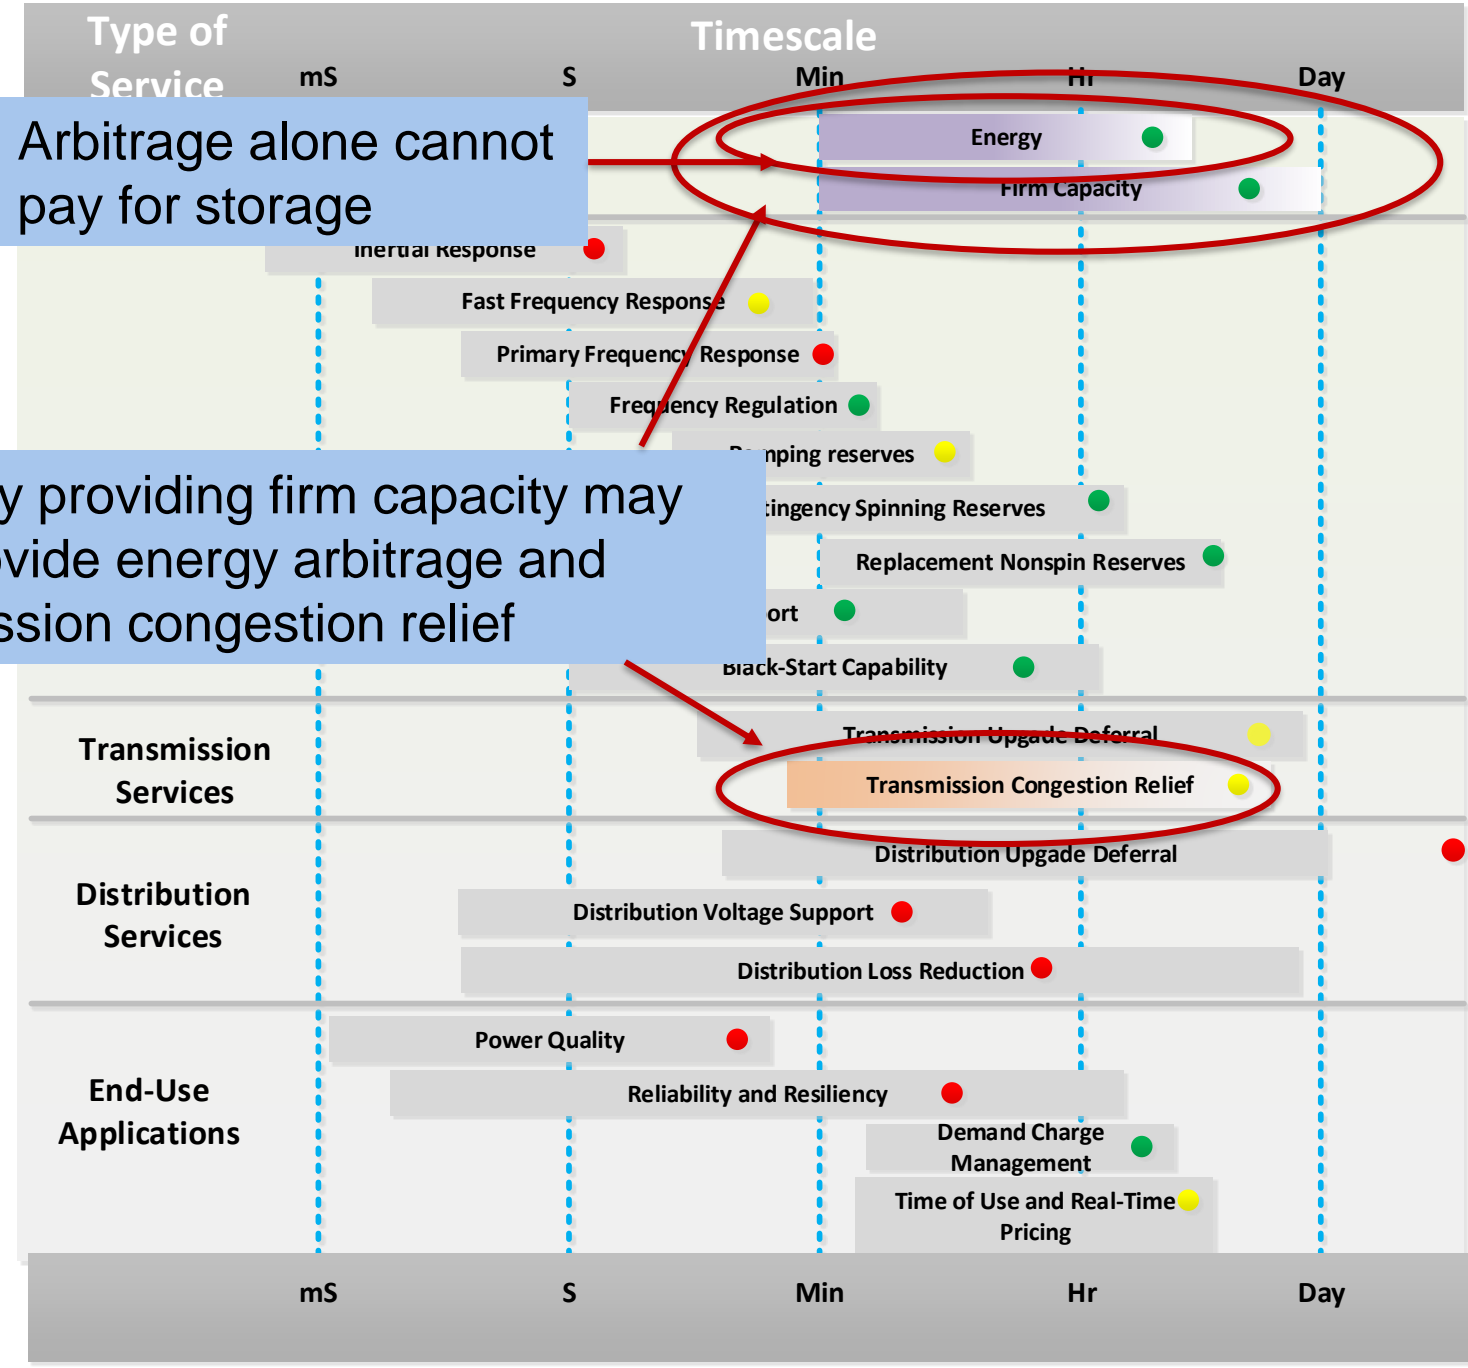 Type of
Service
Timescale
mS S Min Hr Day
Arbitrage alone cannot
pay for storage
Energy
Firm Capacity
Inertial Response
Fast Frequency Response
Primary Frequency Response
Frequency Regulation
reserves
y providing firm capacity may
ovide energy arbitrage and
ssion congestion relief
tingency Spinning Reserves
Replacement Nonspin Reserves
ort
Black-Start Capability
Transmission
Services
Transmission Upgade Deferral
Transmission Congestion Relief
Distribution
Services
Distribution Upgade Deferral
Distribution Voltage Support
Distribution Loss Reduction
End-Use
Applications
Power Quality
Reliability and Resiliency
Demand Charge
Management
Time of Use and Real-Time
Pricing
mS S Min Hr Day